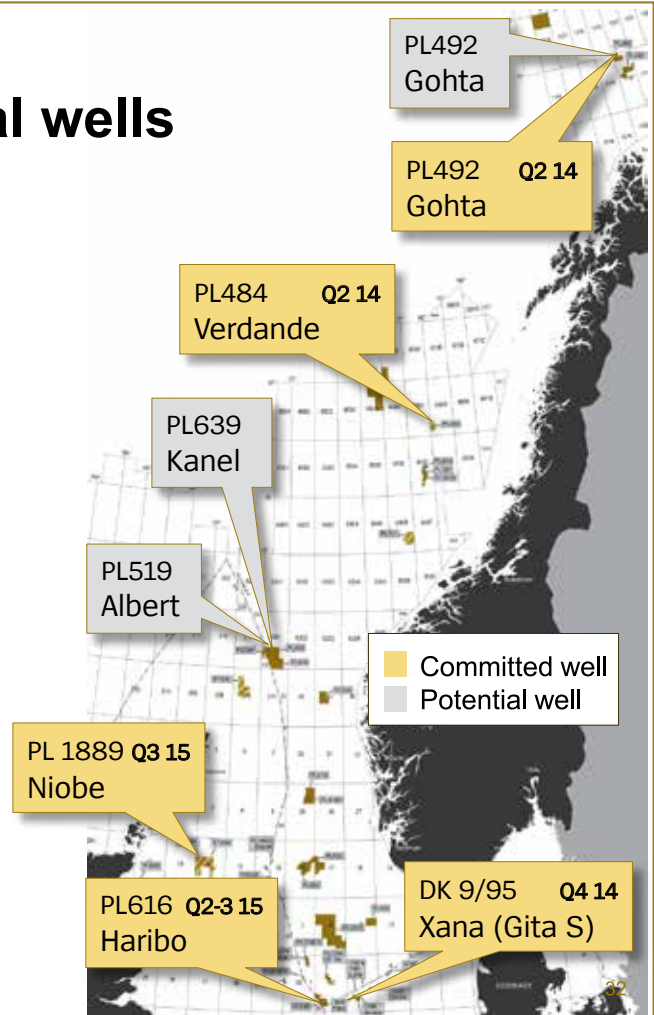 al wells
PL492
Gohta
PL492 Q2 14
Gohta
PL484 Q2 14
Verdande
PL639
Kanel
PL519
Albert
Committed well
Potential well
PL 1889 Q3 15
Niobe
PL616 Q2-3 15
Haribo
DK 9/95 Q4 14
Xana (Gita S)
32